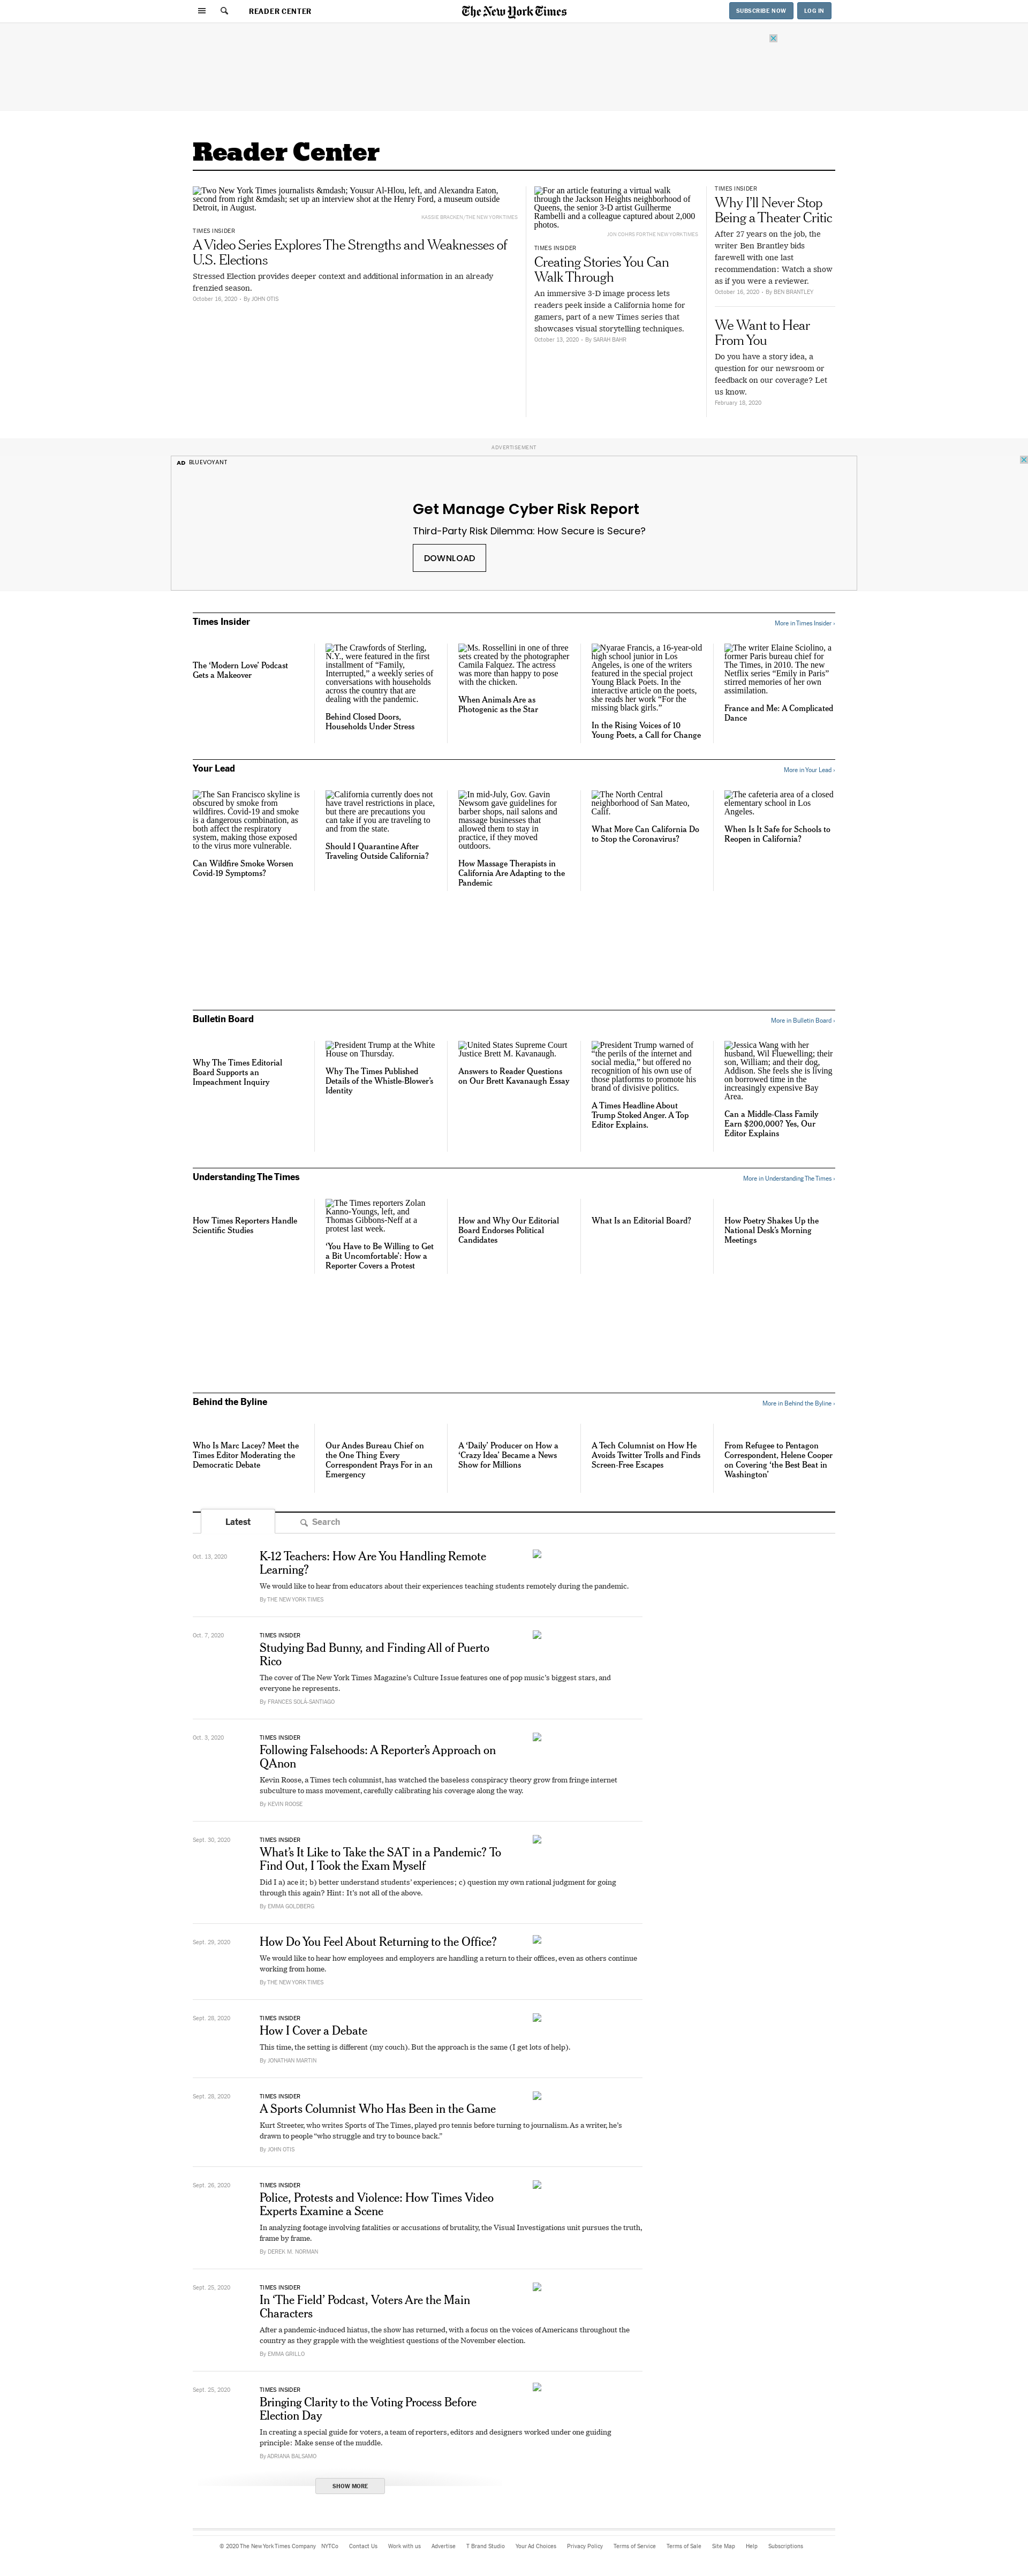 READER CENTER
The New York Times
SUBSCRIBE NOW
LOG IN
Reader Center
Two New York Times journalists &mdash; Yousur Al-Hlou, left, and Alexandra Eaton,
second from right &mdash; set up an interview shot at the Henry Ford, a museum outside
Detroit, in August.
KASSIE BRACKEN/THE NEW YORK TIMES
TIMES INSIDER
A Video Series Explores The Strengths and Weaknesses of
U.S. Elections
Stressed Election provides deeper context and additional information in an already
frenzied season.
October 16, 2020 - By JOHN OTIS
For an article featuring a virtual walk
through the Jackson Heights neighborhood of
Queens, the senior 3-D artist Guilherme
Rambelli and a colleague captured about 2,000
photos.
JON COHRS FOR THE NEW YORK TIMES
TIMES INSIDER
Creating Stories You Can
Walk Through
An immersive 3-D image process lets
readers peek inside a California home for
gamers, part of a new Times series that
showcases visual storytelling techniques.
October 13, 2020 - By SARAH BAHR
TIMES INSIDER
Why I’ll Never Stop
Being a Theater Critic
After 27 years on the job, the
writer Ben Brantley bids
farewell with one last
recommendation: Watch a show
as if you were a reviewer.
October 16, 2020 - By BEN BRANTLEY
We Want to Hear
From You
Do you have a story idea, a
question for our newsroom or
feedback on our coverage? Let
us know.
February 18, 2020
ADVERTISEMENT
AD BLUEVOYANT
Get Manage Cyber Risk Report
Third-Party Risk Dilemma: How Secure is Secure?
DOWNLOAD
Times Insider
More in Times Insider ›
The ‘Modern Love’ Podcast
Gets a Makeover
The Crawfords of Sterling,
N.Y., were featured in the first
installment of “Family,
Interrupted,” a weekly series of
conversations with households
across the country that are
dealing with the pandemic.
Behind Closed Doors,
Households Under Stress
Ms. Rossellini in one of three
sets created by the photographer
Camila Falquez. The actress
was more than happy to pose
with the chicken.
When Animals Are as
Photogenic as the Star
Nyarae Francis, a 16-year-old
high school junior in Los
Angeles, is one of the writers
featured in the special project
Young Black Poets. In the
interactive article on the poets,
she reads her work “For the
missing black girls.”
In the Rising Voices of 10
Young Poets, a Call for Change
The writer Elaine Sciolino, a
former Paris bureau chief for
The Times, in 2010. The new
Netflix series “Emily in Paris”
stirred memories of her own
assimilation.
France and Me: A Complicated
Dance
Your Lead
More in Your Lead ›
The San Francisco skyline is
obscured by smoke from
wildfires. Covid-19 and smoke
is a dangerous combination, as
both affect the respiratory
system, making those exposed
to the virus more vulnerable.
Can Wildfire Smoke Worsen
Covid-19 Symptoms?
California currently does not
have travel restrictions in place,
but there are precautions you
can take if you are traveling to
and from the state.
Should I Quarantine After
Traveling Outside California?
In mid-July, Gov. Gavin
Newsom gave guidelines for
barber shops, nail salons and
massage businesses that
allowed them to stay in
practice, if they moved
outdoors.
How Massage Therapists in
California Are Adapting to the
Pandemic
The North Central
neighborhood of San Mateo,
Calif.
What More Can California Do
to Stop the Coronavirus?
The cafeteria area of a closed
elementary school in Los
Angeles.
When Is It Safe for Schools to
Reopen in California?
Bulletin Board
More in Bulletin Board ›
Why The Times Editorial
Board Supports an
Impeachment Inquiry
President Trump at the White
House on Thursday.
Why The Times Published
Details of the Whistle-Blower’s
Identity
United States Supreme Court
Justice Brett M. Kavanaugh.
Answers to Reader Questions
on Our Brett Kavanaugh Essay
President Trump warned of
“the perils of the internet and
social media,” but offered no
recognition of his own use of
those platforms to promote his
brand of divisive politics.
A Times Headline About
Trump Stoked Anger. A Top
Editor Explains.
Jessica Wang with her
husband, Wil Fluewelling; their
son, William; and their dog,
Addison. She feels she is living
on borrowed time in the
increasingly expensive Bay
Area.
Can a Middle-Class Family
Earn $200,000? Yes, Our
Editor Explains
Understanding The Times
More in Understanding The Times ›
How Times Reporters Handle
Scientific Studies
The Times reporters Zolan
Kanno-Youngs, left, and
Thomas Gibbons-Neff at a
protest last week.
‘You Have to Be Willing to Get
a Bit Uncomfortable’: How a
Reporter Covers a Protest
How and Why Our Editorial
Board Endorses Political
Candidates
What Is an Editorial Board?
How Poetry Shakes Up the
National Desk’s Morning
Meetings
Behind the Byline
More in Behind the Byline ›
Who Is Marc Lacey? Meet the
Times Editor Moderating the
Democratic Debate
Our Andes Bureau Chief on
the One Thing Every
Correspondent Prays For in an
Emergency
A ‘Daily’ Producer on How a
‘Crazy Idea’ Became a News
Show for Millions
A Tech Columnist on How He
Avoids Twitter Trolls and Finds
Screen-Free Escapes
From Refugee to Pentagon
Correspondent, Helene Cooper
on Covering ‘the Best Beat in
Washington’
Latest
Search
Oct. 13, 2020
K-12 Teachers: How Are You Handling Remote
Learning?
We would like to hear from educators about their experiences teaching students remotely during the pandemic.
By THE NEW YORK TIMES
Oct. 7, 2020
TIMES INSIDER
Studying Bad Bunny, and Finding All of Puerto
Rico
The cover of The New York Times Magazine’s Culture Issue features one of pop music’s biggest stars, and
everyone he represents.
By FRANCES SOLÁ-SANTIAGO
Oct. 3, 2020
TIMES INSIDER
Following Falsehoods: A Reporter’s Approach on
QAnon
Kevin Roose, a Times tech columnist, has watched the baseless conspiracy theory grow from fringe internet
subculture to mass movement, carefully calibrating his coverage along the way.
By KEVIN ROOSE
Sept. 30, 2020
TIMES INSIDER
What’s It Like to Take the SAT in a Pandemic? To
Find Out, I Took the Exam Myself
Did I a) ace it; b) better understand students’ experiences; c) question my own rational judgment for going
through this again? Hint: It’s not all of the above.
By EMMA GOLDBERG
Sept. 29, 2020
How Do You Feel About Returning to the Office?
We would like to hear how employees and employers are handling a return to their offices, even as others continue
working from home.
By THE NEW YORK TIMES
Sept. 28, 2020
TIMES INSIDER
How I Cover a Debate
This time, the setting is different (my couch). But the approach is the same (I get lots of help).
By JONATHAN MARTIN
Sept. 28, 2020
TIMES INSIDER
A Sports Columnist Who Has Been in the Game
Kurt Streeter, who writes Sports of The Times, played pro tennis before turning to journalism. As a writer, he’s
drawn to people “who struggle and try to bounce back.”
By JOHN OTIS
Sept. 26, 2020
TIMES INSIDER
Police, Protests and Violence: How Times Video
Experts Examine a Scene
In analyzing footage involving fatalities or accusations of brutality, the Visual Investigations unit pursues the truth,
frame by frame.
By DEREK M. NORMAN
Sept. 25, 2020
TIMES INSIDER
In ‘The Field’ Podcast, Voters Are the Main
Characters
After a pandemic-induced hiatus, the show has returned, with a focus on the voices of Americans throughout the
country as they grapple with the weightiest questions of the November election.
By EMMA GRILLO
Sept. 25, 2020
TIMES INSIDER
Bringing Clarity to the Voting Process Before
Election Day
In creating a special guide for voters, a team of reporters, editors and designers worked under one guiding
principle: Make sense of the muddle.
By ADRIANA BALSAMO
SHOW MORE
© 2020 The New York Times Company NYTCo Contact Us Work with us Advertise T Brand Studio Your Ad Choices Privacy Policy Terms of Service Terms of Sale Site Map Help Subscriptions